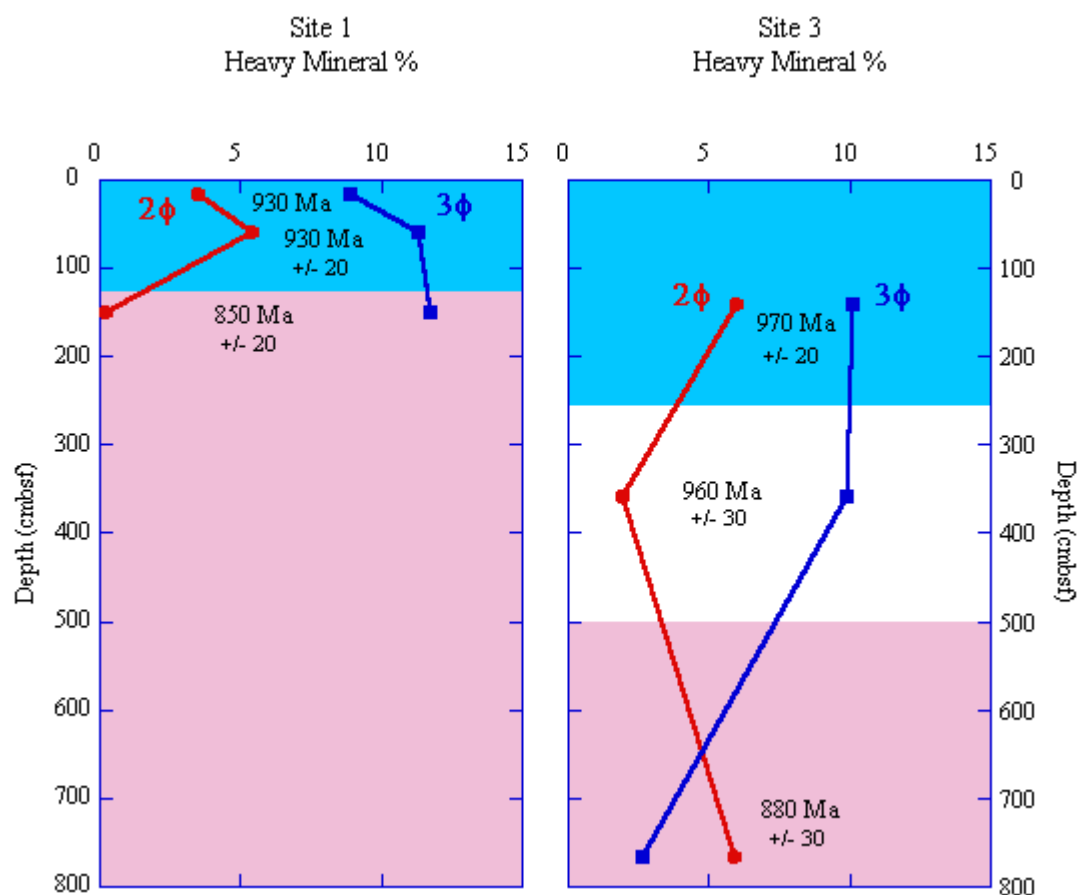 Site 1
Heavy Mineral %
0 5 10 15
0
100
200
300
400
500
600
700
800
Depth (cmbsf)
2ϕ
930 Ma
3ϕ
930 Ma
+/- 20
850 Ma
+/- 20
Site 3
Heavy Mineral %
0 5 10 15
2ϕ
3ϕ
970 Ma
+/- 20
960 Ma
+/- 30
880 Ma
+/- 30
0
100
200
300
400
500
600
700
800
Depth (cmbsf)